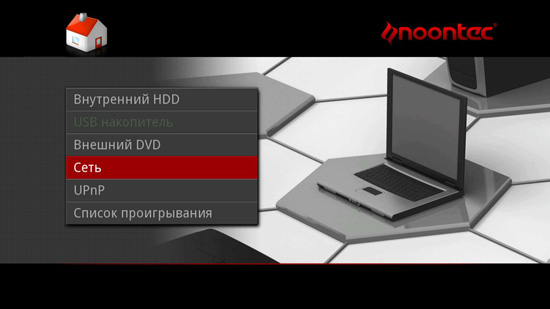 noontec
Внутренний HDD
USB накопитель
Внешний DVD
Сеть
UPnP
Список проигрывания